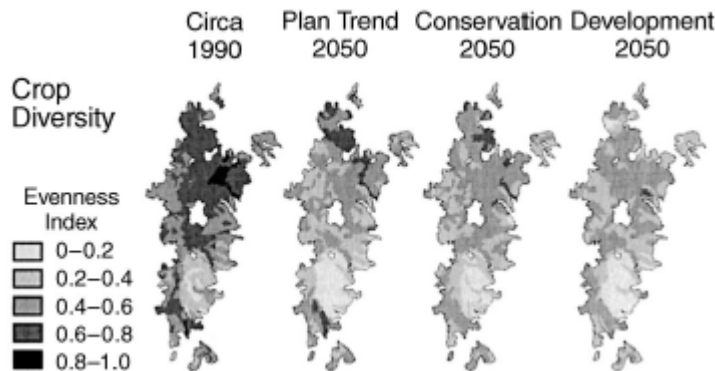 Circa
1990
Plan Trend
2050
Conservation
2050
Development
2050
Crop
Diversity
Evenness
Index
0–0.2
0.2–0.4
0.4–0.6
0.6–0.8
0.8–1.0